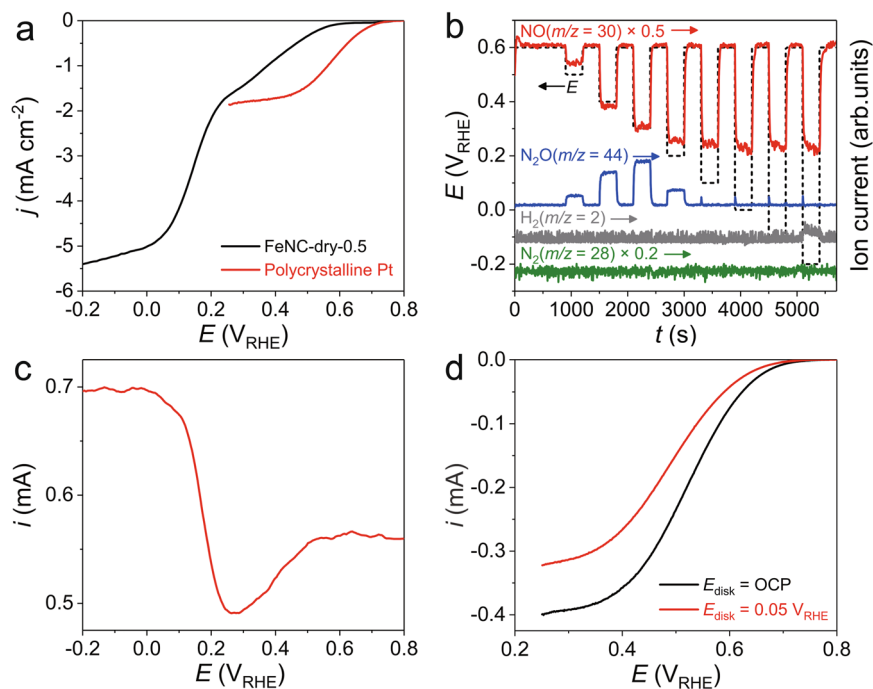 a
0
-1
-2
-3
-4
-5
-6
j (mA cm-2)
FeNC-dry-0.5
Polycrystalline Pt
-0.2 0.0 0.2 0.4 0.6 0.8
E (VRHE)
b
NO(m/z = 30) × 0.5
0.6
0.4
0.2
0.0
-0.2
E
E (VRHE)
N2O(m/z = 44)
H2(m/z = 2)
N2(m/z = 28) × 0.2
Ion current (arb.units)
0 1000 2000 3000 4000 5000
t (s)
c
0.7
0.6
0.5
i (mA)
-0.2 0.0 0.2 0.4 0.6 0.8
E (VRHE)
d
0.0
-0.1
-0.2
-0.3
-0.4
i (mA)
Edisk = OCP
Edisk = 0.05 VRHE
0.2 0.4 0.6 0.8
E (VRHE)